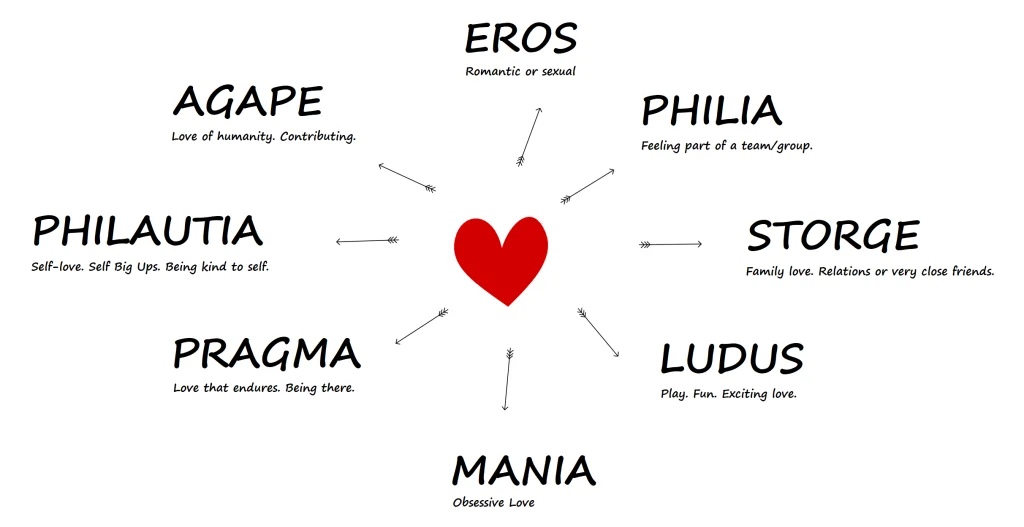 EROS
Romantic or sexual
AGAPE
Love of humanity. Contributing.
PHILIA
Feeling part of a team/group.
PHILAUTIA
Self-love. Self Big Ups. Being kind to self.
STORGE
Family love. Relations or very close friends.
PRAGMA
Love that endures. Being there.
LUDUS
Play. Fun. Exciting love.
MANIA
Obsessive Love